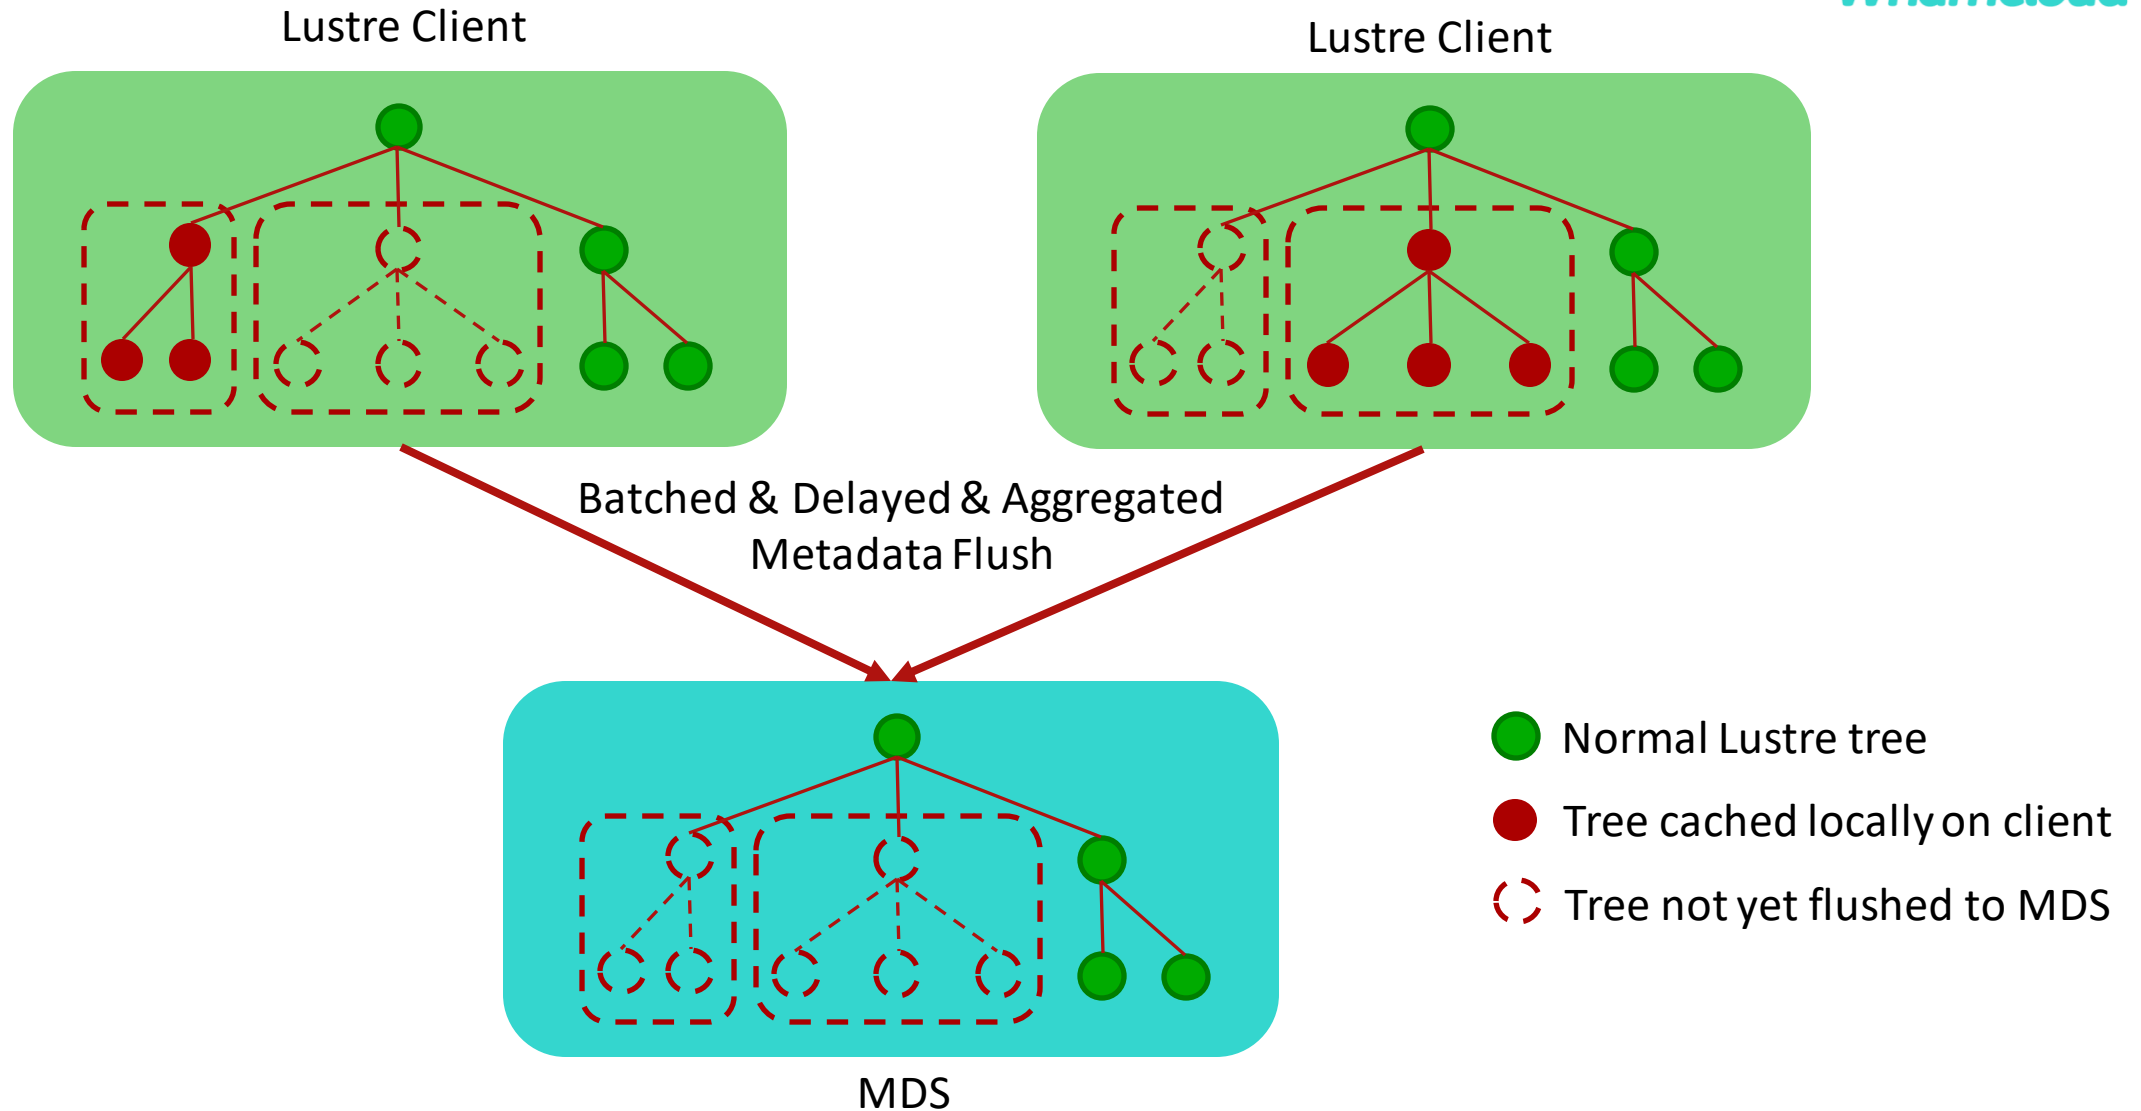 Lustre Client
Lustre Client
Batched & Delayed & Aggregated
Metadata Flush
Normal Lustre tree
Tree cached locally on client
Tree not yet flushed to MDS
MDS